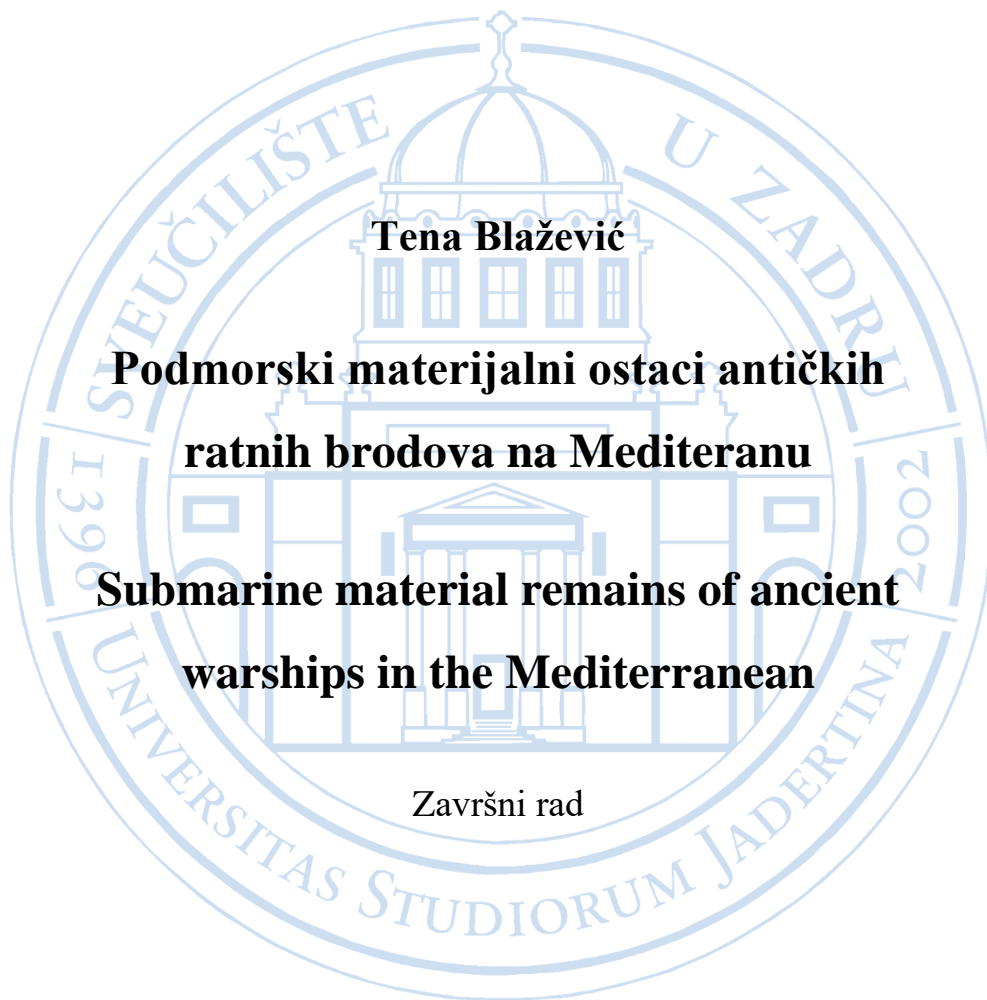 Tena Blažević
Podmorski materijalni ostaci antičkih
ratnih brodova na Mediteranu
Submarine material remains of ancient
warships in the Mediterranean
Završni rad
SVEUČILIŠTE U ZADRU
1396
2002
UNIVERSITAS STUDIORUM JADERTINA